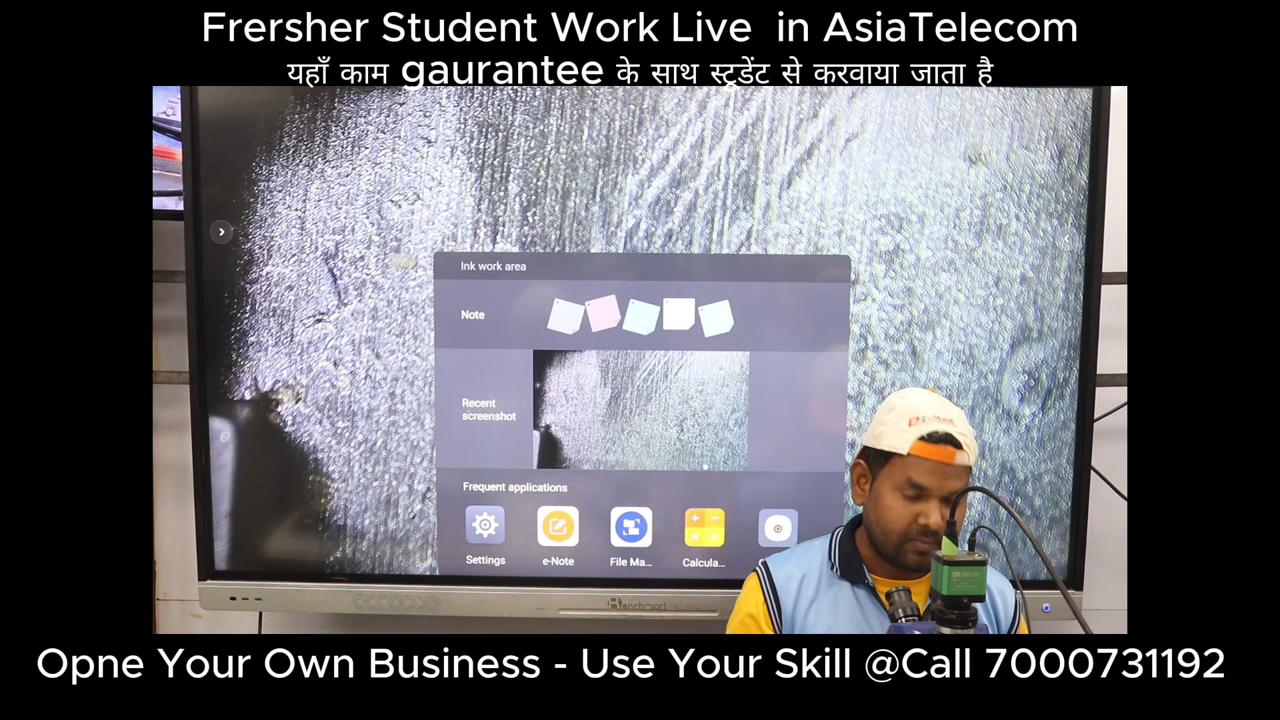 Frersher Student Work Live in AsiaTelecom
यहाँ काम gaurantee के साथ स्टूडेंट से करवाया जाता है
Ink work area
Note
Recent
screenshot
Frequent applications
Settings
e-Note
File Ma...
Calcula...
Opne Your Own Business - Use Your Skill @Call 7000731192